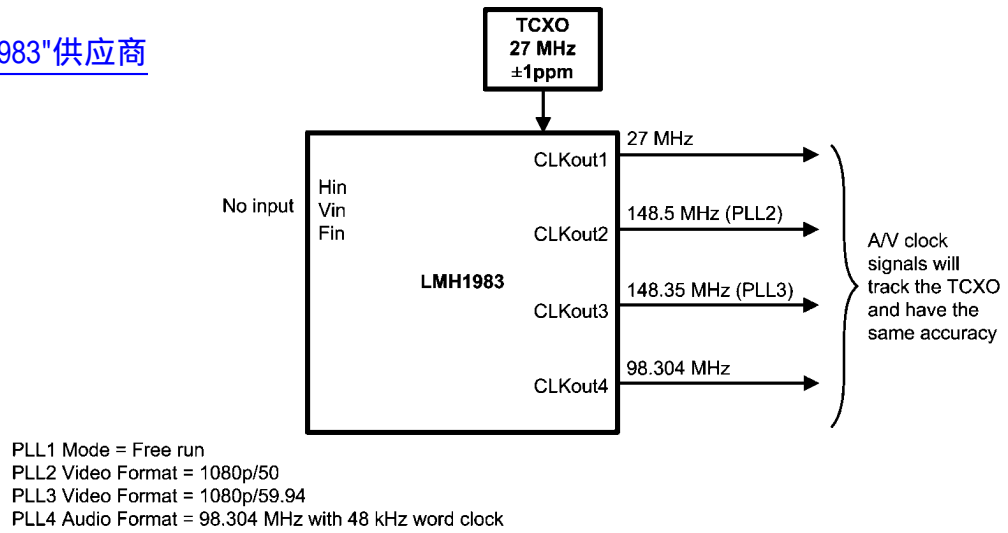 983"供应商
TCXO
27 MHz
±1ppm
27 MHz
CLKout1
Hin
Vin
Fin
No input
148.5 MHz (PLL2)
CLKout2
LMH1983
148.35 MHz (PLL3)
CLKout3
98.304 MHz
CLKout4
A/V clock
signals will
track the TCXO
and have the
same accuracy
PLL1 Mode = Free run
PLL2 Video Format = 1080p/50
PLL3 Video Format = 1080p/59.94
PLL4 Audio Format = 98.304 MHz with 48 kHz word clock